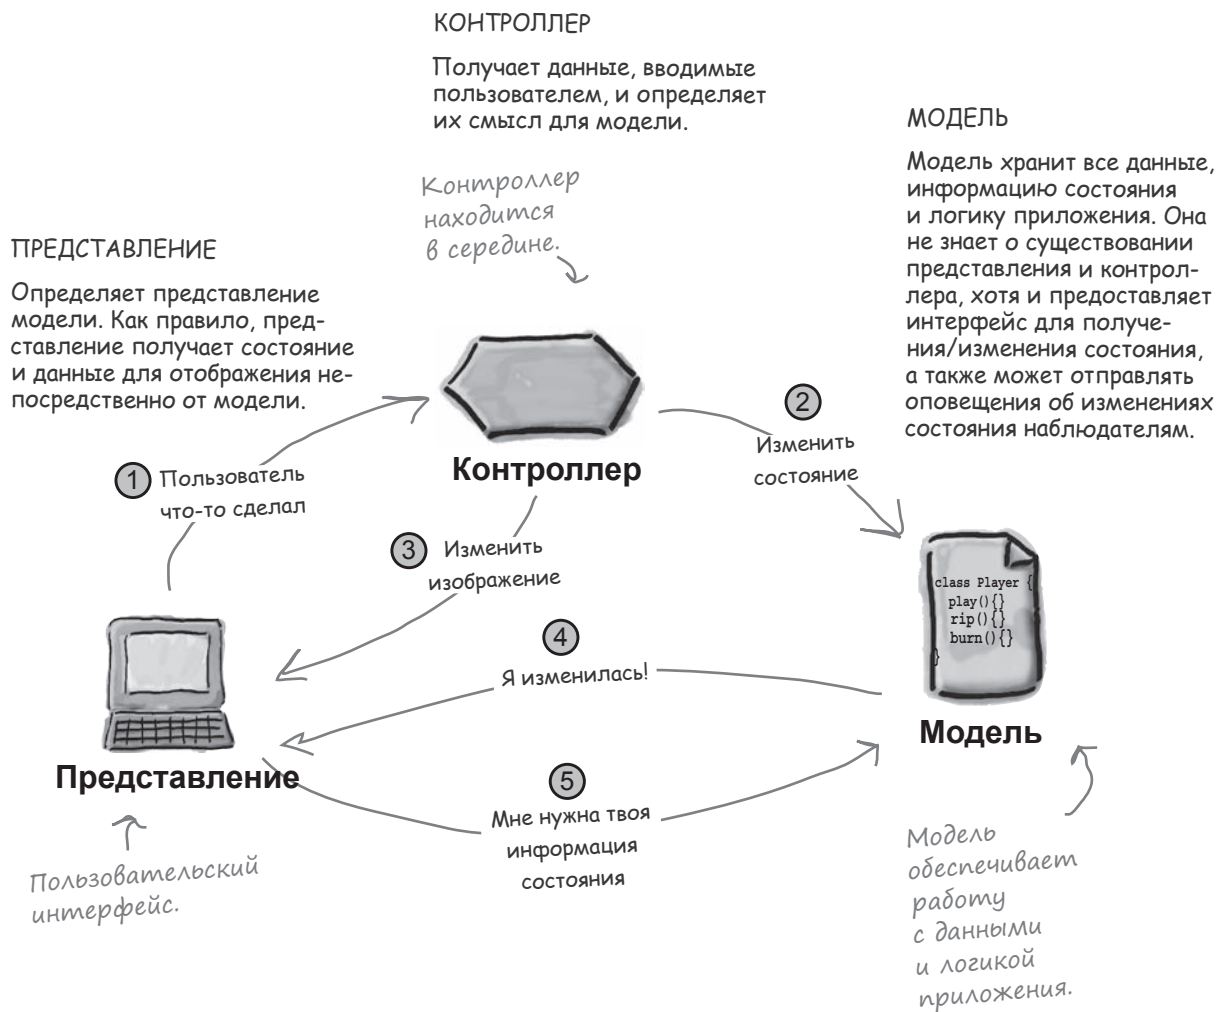 КОНТРОЛЛЕР
Получает данные, вводимые
пользователем, и определяет
их смысл для модели.
Контроллер
находится
в середине.
МОДЕЛЬ
Модель хранит все данные,
информацию состояния
и логику приложения. Она
не знает о существовании
представления и контрол-
лера, хотя и предоставляет
интерфейс для получе-
ния/изменения состояния,
а также может отправлять
оповещения об изменениях
состояния наблюдателям.
ПРЕДСТАВЛЕНИЕ
Определяет представление
модели. Как правило, пред-
ставление получает состояние
и данные для отображения не-
посредственно от модели.
Контроллер
1 Пользователь
что-то сделал
2
Изменить
состояние
3 Изменить
изображение
4
Я изменилась!
class Player {
play(){}
rip(){}
burn(){}
}
Модель
Представление
5
Мне нужна твоя
информация
состояния
Пользовательский
интерфейс.
Модель
обеспечивает
работу
с данными
и логикой
приложения.